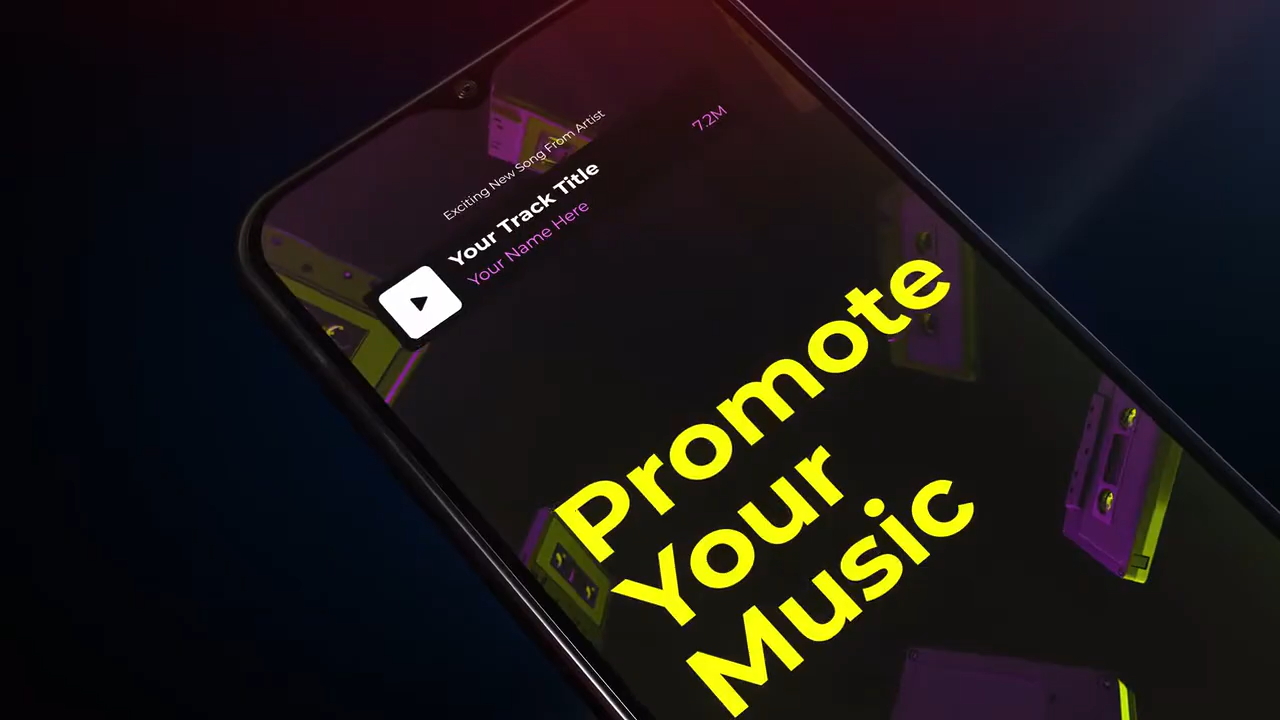 Exciting New Song From Artist
7.2M
Your Track Title
Your Name Here
Promote
Your
Music